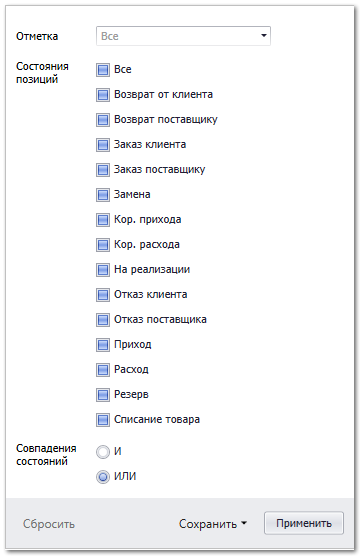 Отметка Все
Состояния позиций
Все
Возврат от клиента
Возврат поставщику
Заказ клиента
Заказ поставщику
Замена
Кор. прихода
Кор. расхода
На реализации
Отказ клиента
Отказ поставщика
Приход
Расход
Резерв
Списание товара
Совпадения состояний
И
ИЛИ
Сбросить Сохранить Применить